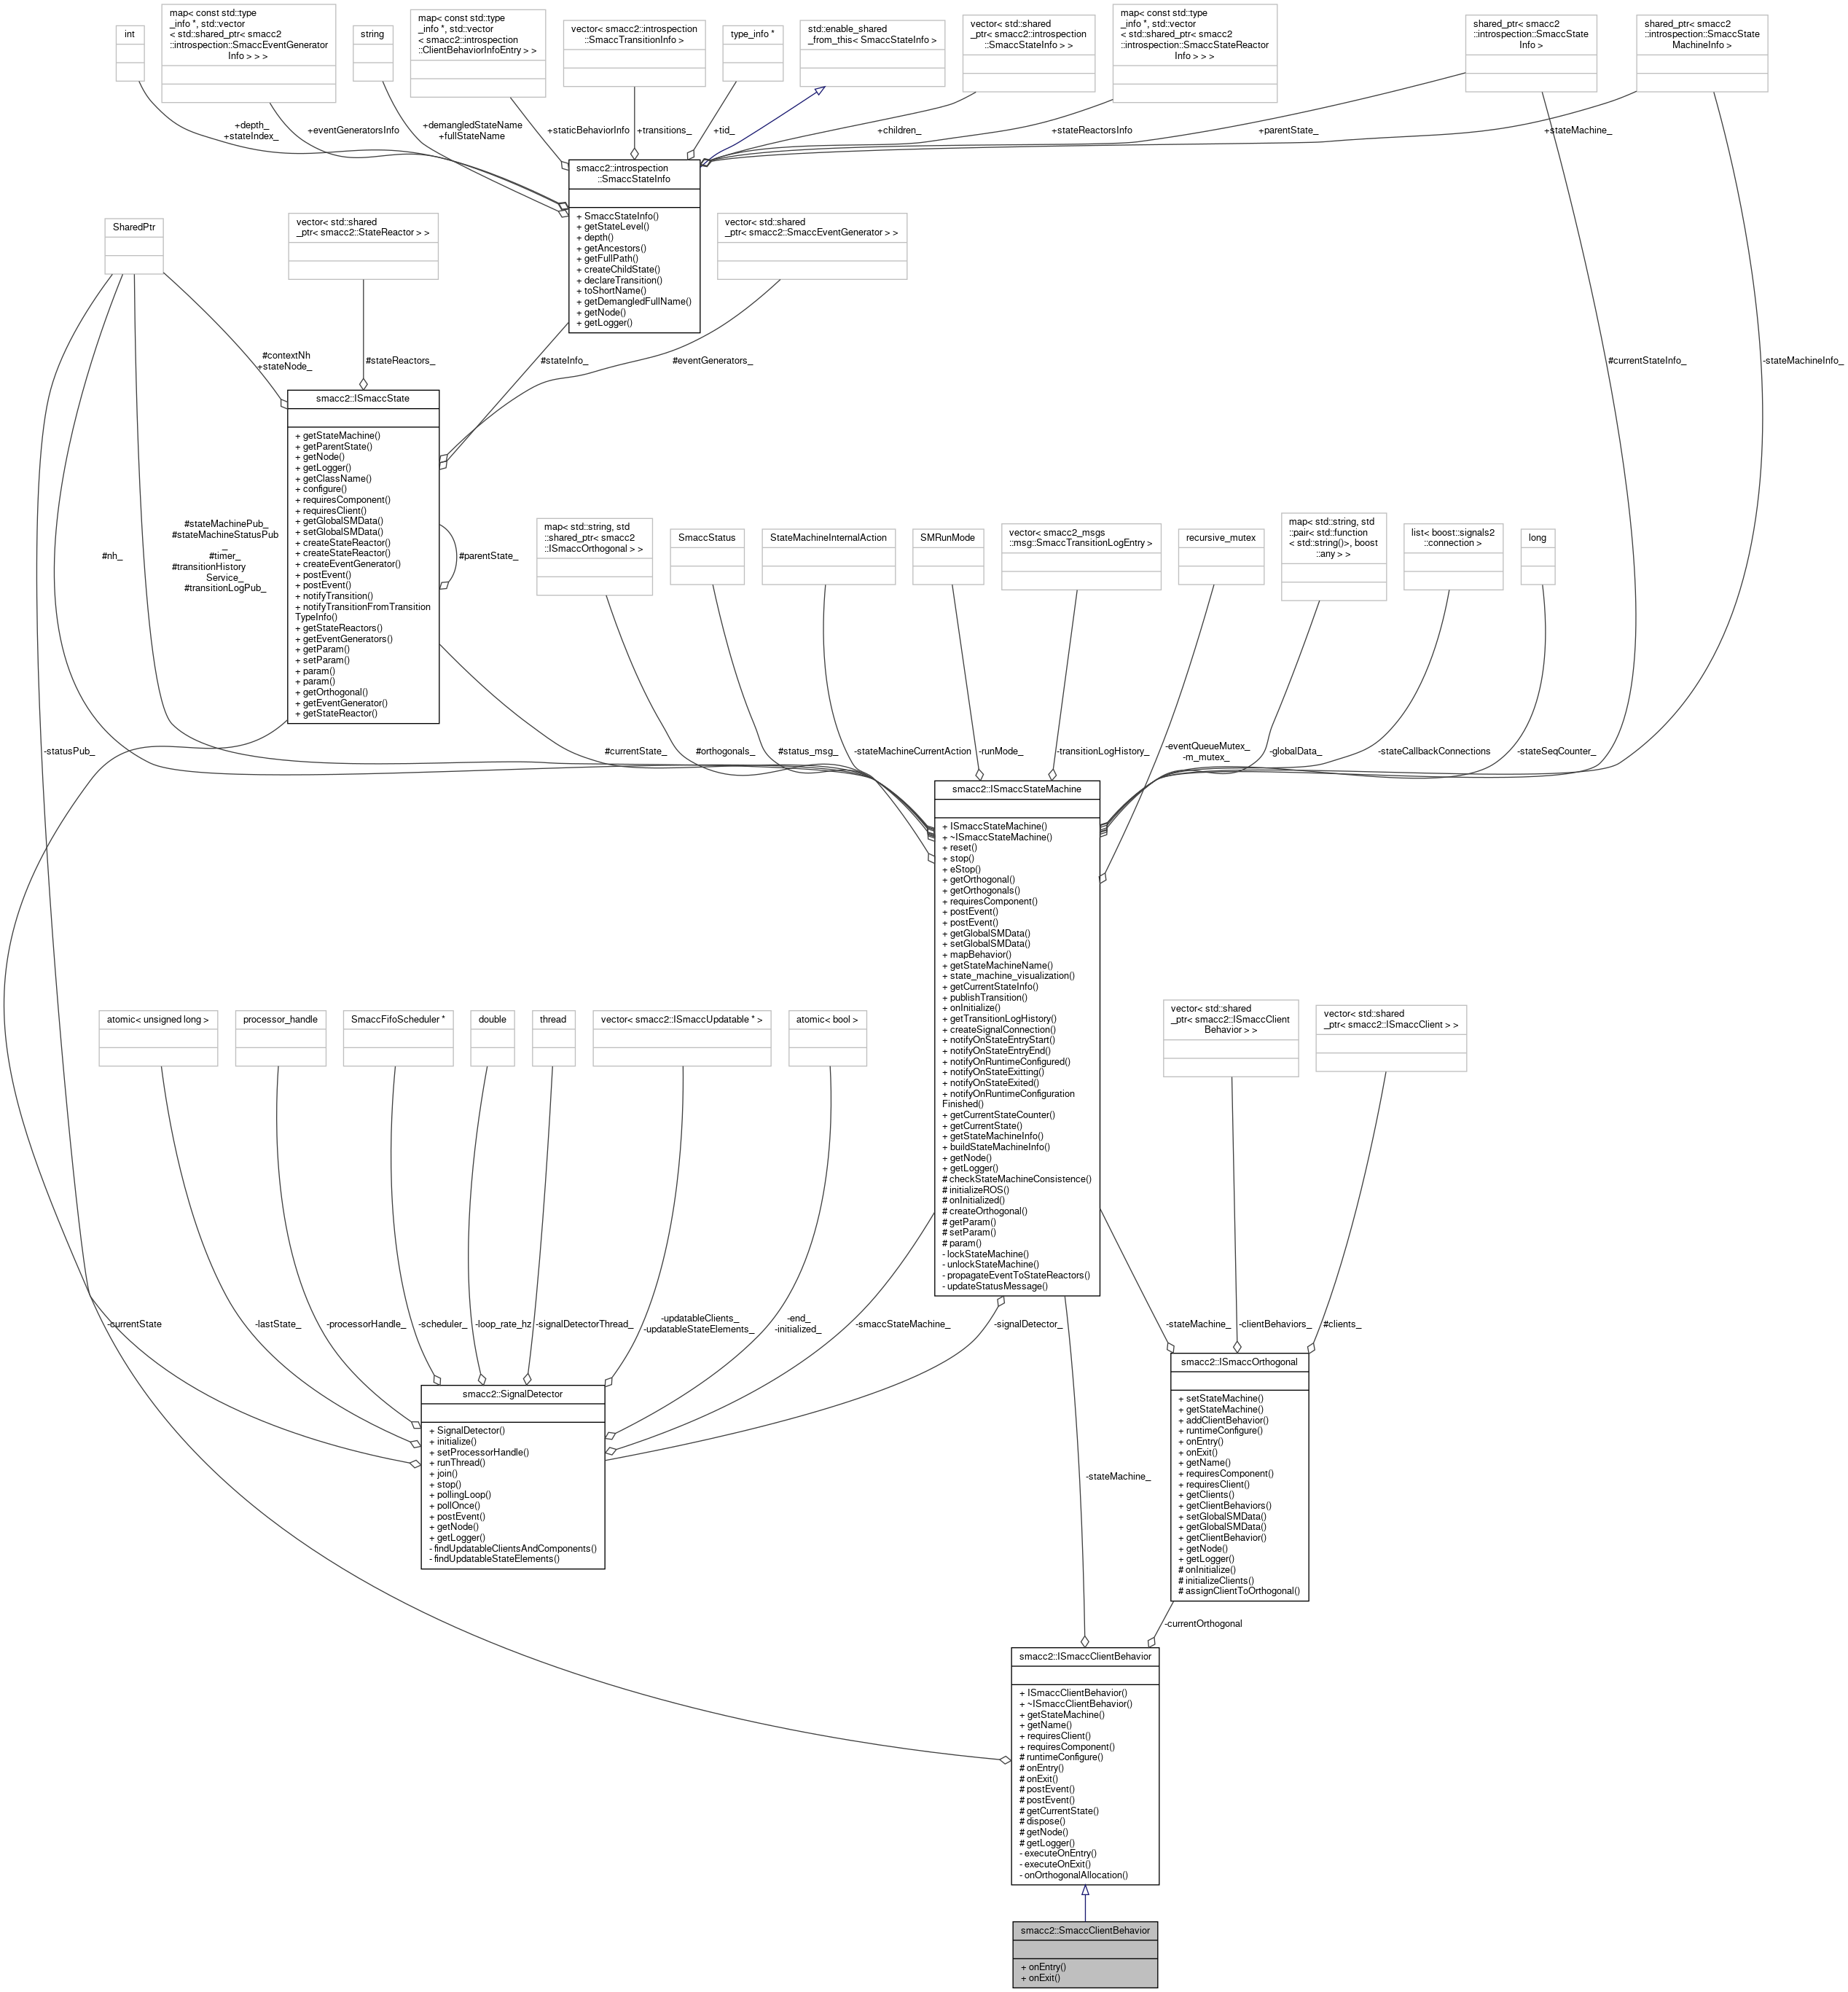 int
map< const std::type
_info *, std::vector
< std::shared_ptr< smacc2
::introspection::SmaccEventGenerator
Info > > >
string
map< const std::type
_info *, std::vector
< smacc2::introspection
::ClientBehaviorInfoEntry > >
vector< smacc2::introspection
::SmaccTransitionInfo >
type_info *
std::enable_shared
_from_this< SmaccStateInfo >
vector< std::shared
_ptr< smacc2::introspection
::SmaccStateInfo > >
map< const std::type
_info *, std::vector
< std::shared_ptr< smacc2
::introspection::SmaccStateReactor
Info > > >
shared_ptr< smacc2
::introspection::SmaccState
Info >
shared_ptr< smacc2
::introspection::SmaccState
MachineInfo >
+depth_
+stateIndex_
+eventGeneratorsInfo
+demangledStateName
+fullStateName
+staticBehaviorInfo
+transitions_
+tid_
+children_
+stateReactorsInfo
+parentState_
+stateMachine_
smacc2::introspection
::SmaccStateInfo
+ SmaccStateInfo()
+ getStateLevel()
+ depth()
+ getAncestors()
+ getFullPath()
+ createChildState()
+ declareTransition()
+ toShortName()
+ getDemangledFullName()
+ getNode()
+ getLogger()
SharedPtr
vector< std::shared
_ptr< smacc2::StateReactor > >
vector< std::shared
_ptr< smacc2::SmaccEventGenerator > >
#contextNh
+stateNode_
#stateReactors_
#stateInfo_
#eventGenerators_
#currentStateInfo_
-stateMachineInfo_
smacc2::ISmaccState
+ getStateMachine()
+ getParentState()
+ getNode()
+ getLogger()
+ getClassName()
+ configure()
+ requiresComponent()
+ requiresClient()
+ getGlobalSMData()
+ setGlobalSMData()
+ createStateReactor()
+ createStateReactor()
+ createEventGenerator()
+ postEvent()
+ postEvent()
+ notifyTransition()
+ notifyTransitionFromTransition
TypeInfo()
+ getStateReactors()
+ getEventGenerators()
+ getParam()
+ setParam()
+ param()
+ param()
+ getOrthogonal()
+ getEventGenerator()
+ getStateReactor()
#parentState_
#nh_
#stateMachinePub_
#stateMachineStatusPub
_
#timer_
#transitionHistory
Service_
#transitionLogPub_
map< std::string, std
::shared_ptr< smacc2
::ISmaccOrthogonal > >
SmaccStatus
StateMachineInternalAction
SMRunMode
vector< smacc2_msgs
::msg::SmaccTransitionLogEntry >
recursive_mutex
map< std::string, std
::pair< std::function
< std::string()>, boost
::any > >
list< boost::signals2
::connection >
long
-statusPub_
#currentState_
#orthogonals_
#status_msg_
-stateMachineCurrentAction
-runMode_
-transitionLogHistory_
-eventQueueMutex_
-m_mutex_
-globalData_
-stateCallbackConnections
-stateSeqCounter_
smacc2::ISmaccStateMachine
+ ISmaccStateMachine()
+ ~ISmaccStateMachine()
+ reset()
+ stop()
+ eStop()
+ getOrthogonal()
+ getOrthogonals()
+ requiresComponent()
+ postEvent()
+ postEvent()
+ getGlobalSMData()
+ setGlobalSMData()
+ mapBehavior()
+ getStateMachineName()
+ state_machine_visualization()
+ getCurrentStateInfo()
+ publishTransition()
+ onInitialize()
+ getTransitionLogHistory()
+ createSignalConnection()
+ notifyOnStateEntryStart()
+ notifyOnStateEntryEnd()
+ notifyOnRuntimeConfigured()
+ notifyOnStateExitting()
+ notifyOnStateExited()
+ notifyOnRuntimeConfiguration
Finished()
+ getCurrentStateCounter()
+ getCurrentState()
+ getStateMachineInfo()
+ buildStateMachineInfo()
+ getNode()
+ getLogger()
# checkStateMachineConsistence()
# initializeROS()
# onInitialized()
# createOrthogonal()
# getParam()
# setParam()
# param()
- lockStateMachine()
- unlockStateMachine()
- propagateEventToStateReactors()
- updateStatusMessage()
atomic< unsigned long >
processor_handle
SmaccFifoScheduler *
double
thread
vector< smacc2::ISmaccUpdatable * >
atomic< bool >
vector< std::shared
_ptr< smacc2::ISmaccClient
Behavior > >
vector< std::shared
_ptr< smacc2::ISmaccClient > >
-currentState
-lastState_
-processorHandle_
-scheduler_
-loop_rate_hz
-signalDetectorThread_
-updatableClients_
-updatableStateElements_
-end_
-initialized_
-smaccStateMachine_
-signalDetector_
-stateMachine_
-clientBehaviors_
#clients_
smacc2::SignalDetector
+ SignalDetector()
+ initialize()
+ setProcessorHandle()
+ runThread()
+ join()
+ stop()
+ pollingLoop()
+ pollOnce()
+ postEvent()
+ getNode()
+ getLogger()
- findUpdatableClientsAndComponents()
- findUpdatableStateElements()
smacc2::ISmaccOrthogonal
+ setStateMachine()
+ getStateMachine()
+ addClientBehavior()
+ runtimeConfigure()
+ onEntry()
+ onExit()
+ getName()
+ requiresComponent()
+ requiresClient()
+ getClients()
+ getClientBehaviors()
+ setGlobalSMData()
+ getGlobalSMData()
+ getClientBehavior()
+ getNode()
+ getLogger()
# onInitialize()
# initializeClients()
# assignClientToOrthogonal()
-stateMachine_
-currentOrthogonal
smacc2::ISmaccClientBehavior
+ ISmaccClientBehavior()
+ ~ISmaccClientBehavior()
+ getStateMachine()
+ getName()
+ requiresClient()
+ requiresComponent()
# runtimeConfigure()
# onEntry()
# onExit()
# postEvent()
# postEvent()
# getCurrentState()
# dispose()
# getNode()
# getLogger()
- executeOnEntry()
- executeOnExit()
- onOrthogonalAllocation()
smacc2::SmaccClientBehavior
+ onEntry()
+ onExit()